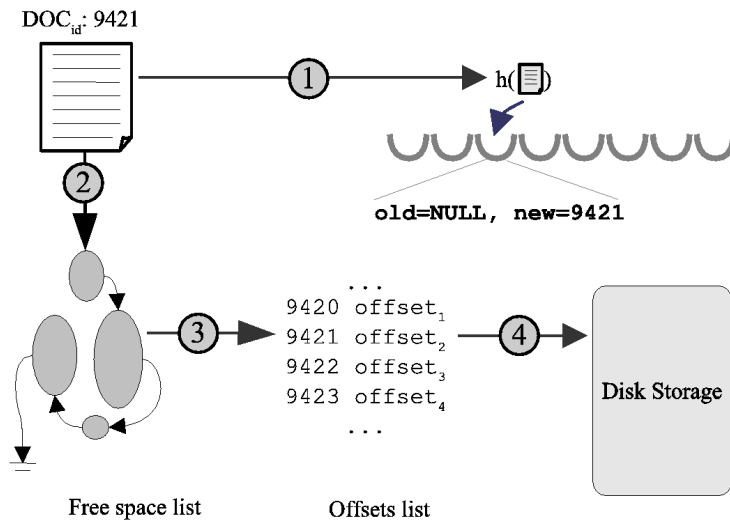 DOCid: 9421
1
h( )
2
old=NULL, new=9421
...
9420 offset1
3
9421 offset2
4
9422 offset3
9423 offset4
...
Disk Storage
Free space list
Offsets list